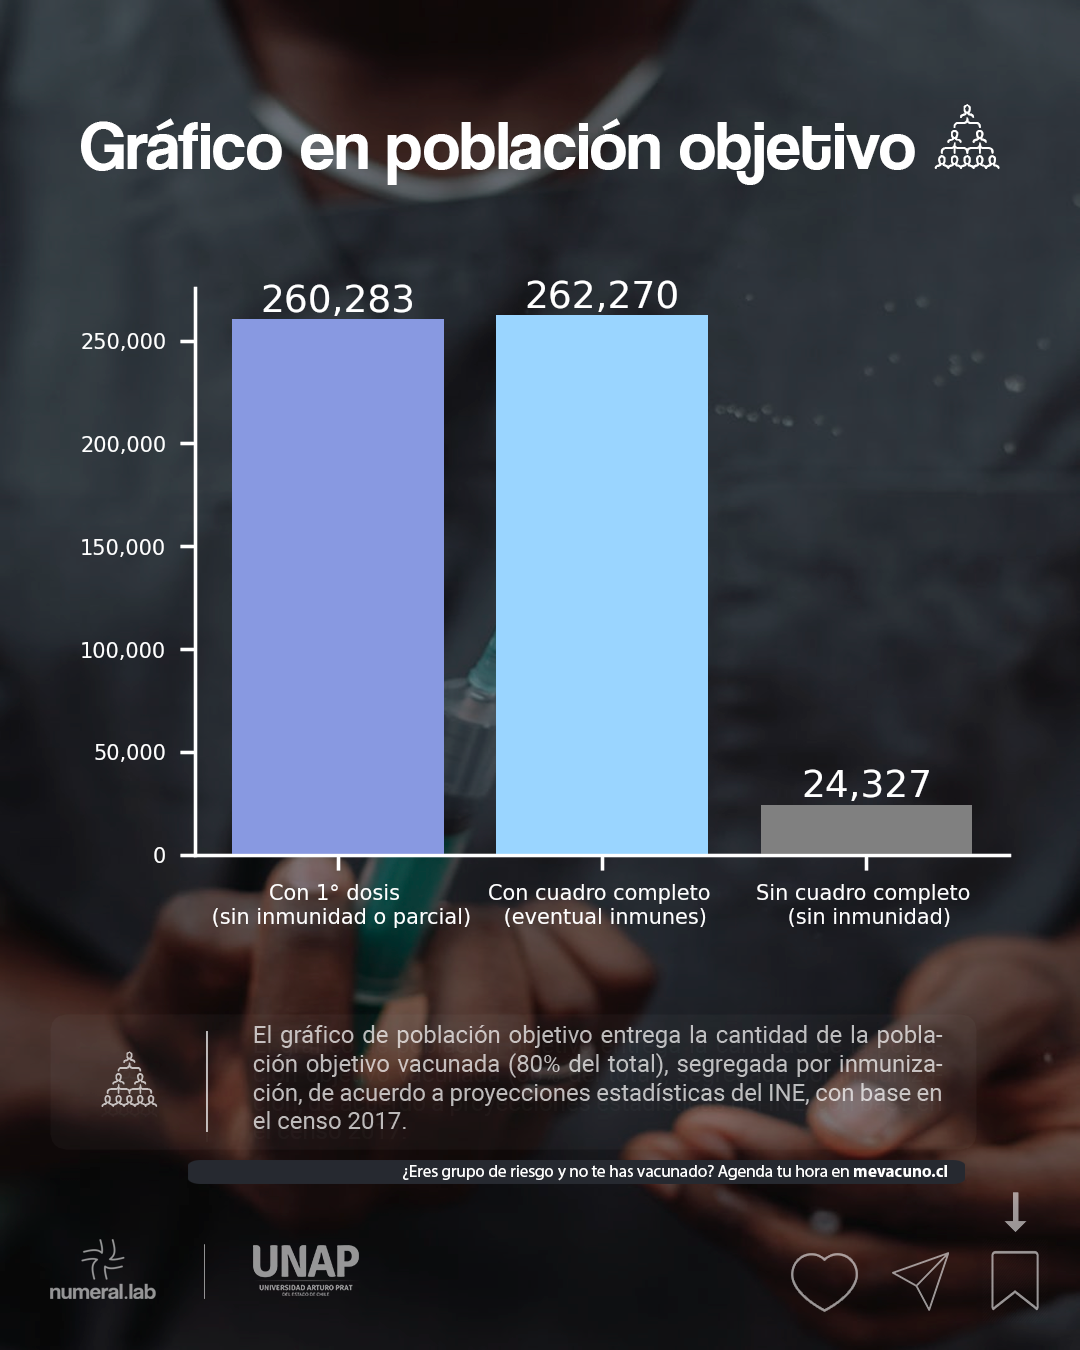 Gráfico en población objetivo
260,283
262,270
24,327
250,000
200,000
150,000
100,000
50,000
0
Con 1° dosis
(sin inmunidad o parcial)
Con cuadro completo
(eventual inmunes)
Sin cuadro completo
(sin inmunidad)
El gráfico de población objetivo entrega la cantidad de la pobla-
ción objetivo vacunada (80% del total), segregada por inmuniza-
ción, de acuerdo a proyecciones estadísticas del INE, con base en
el censo 2017.
¿Eres grupo de riesgo y no te has vacunado? Agenda tu hora en mevacuno.cl
numeral.lab
UNAP
UNIVERSIDAD ARTURO PRAT
DEL ESTADO DE CHILE